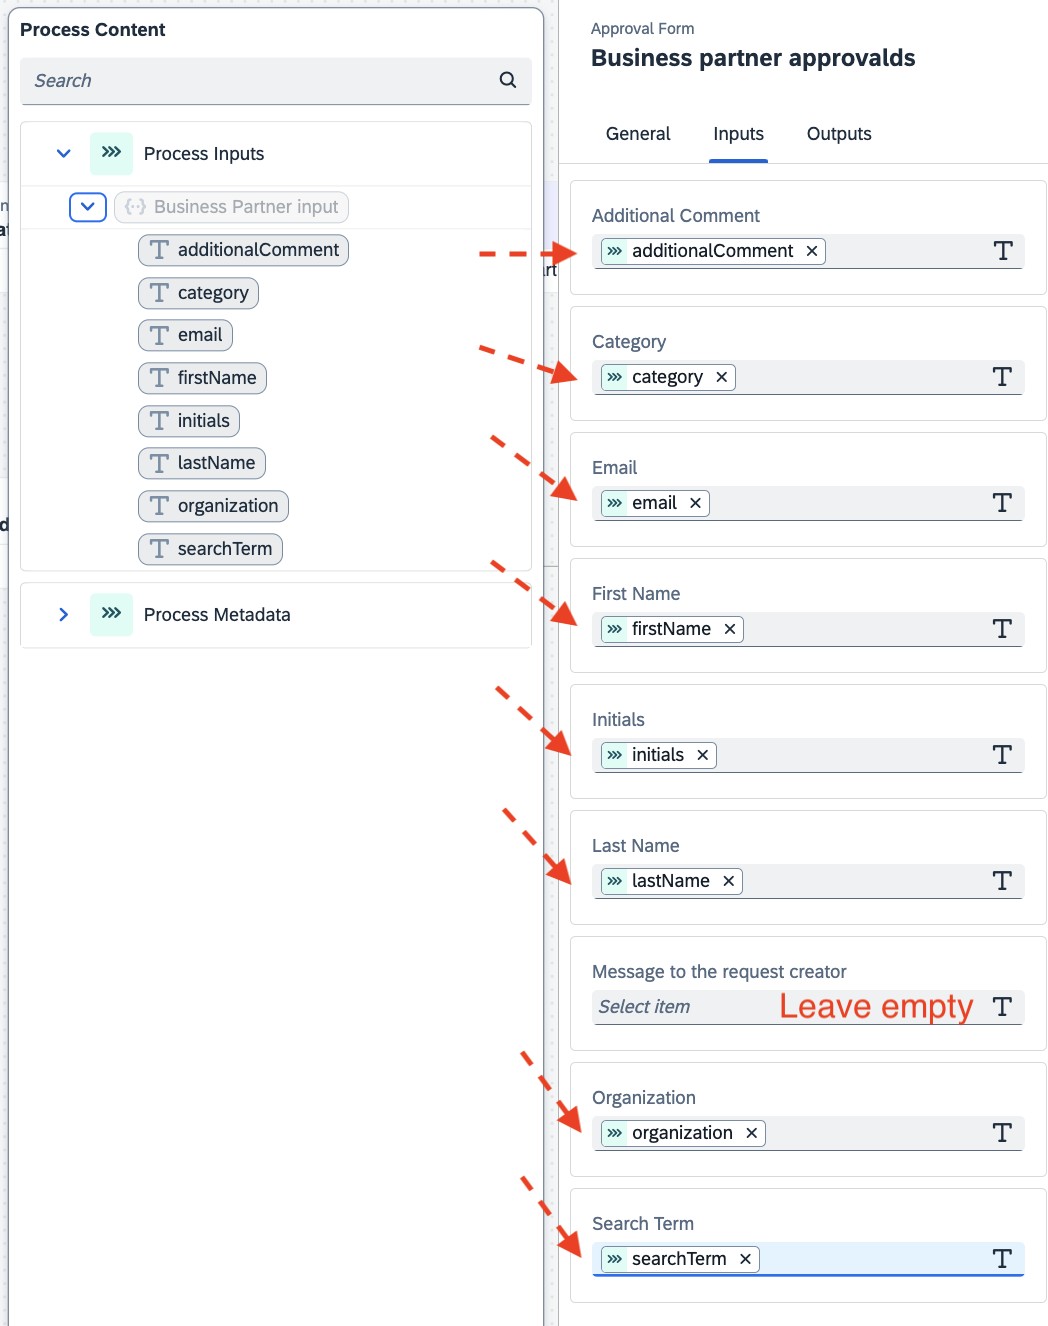 Process Content
Search
Process Inputs
Business Partner input
additionalComment
category
email
firstName
initials
lastName
organization
searchTerm
Process Metadata
Approval Form
Business partner approvalds
General Inputs Outputs
Additional Comment
additionalComment
Category
category
Email
email
First Name
firstName
Initials
initials
Last Name
lastName
Message to the request creator
Select item Leave empty
Organization
organization
Search Term
searchTerm